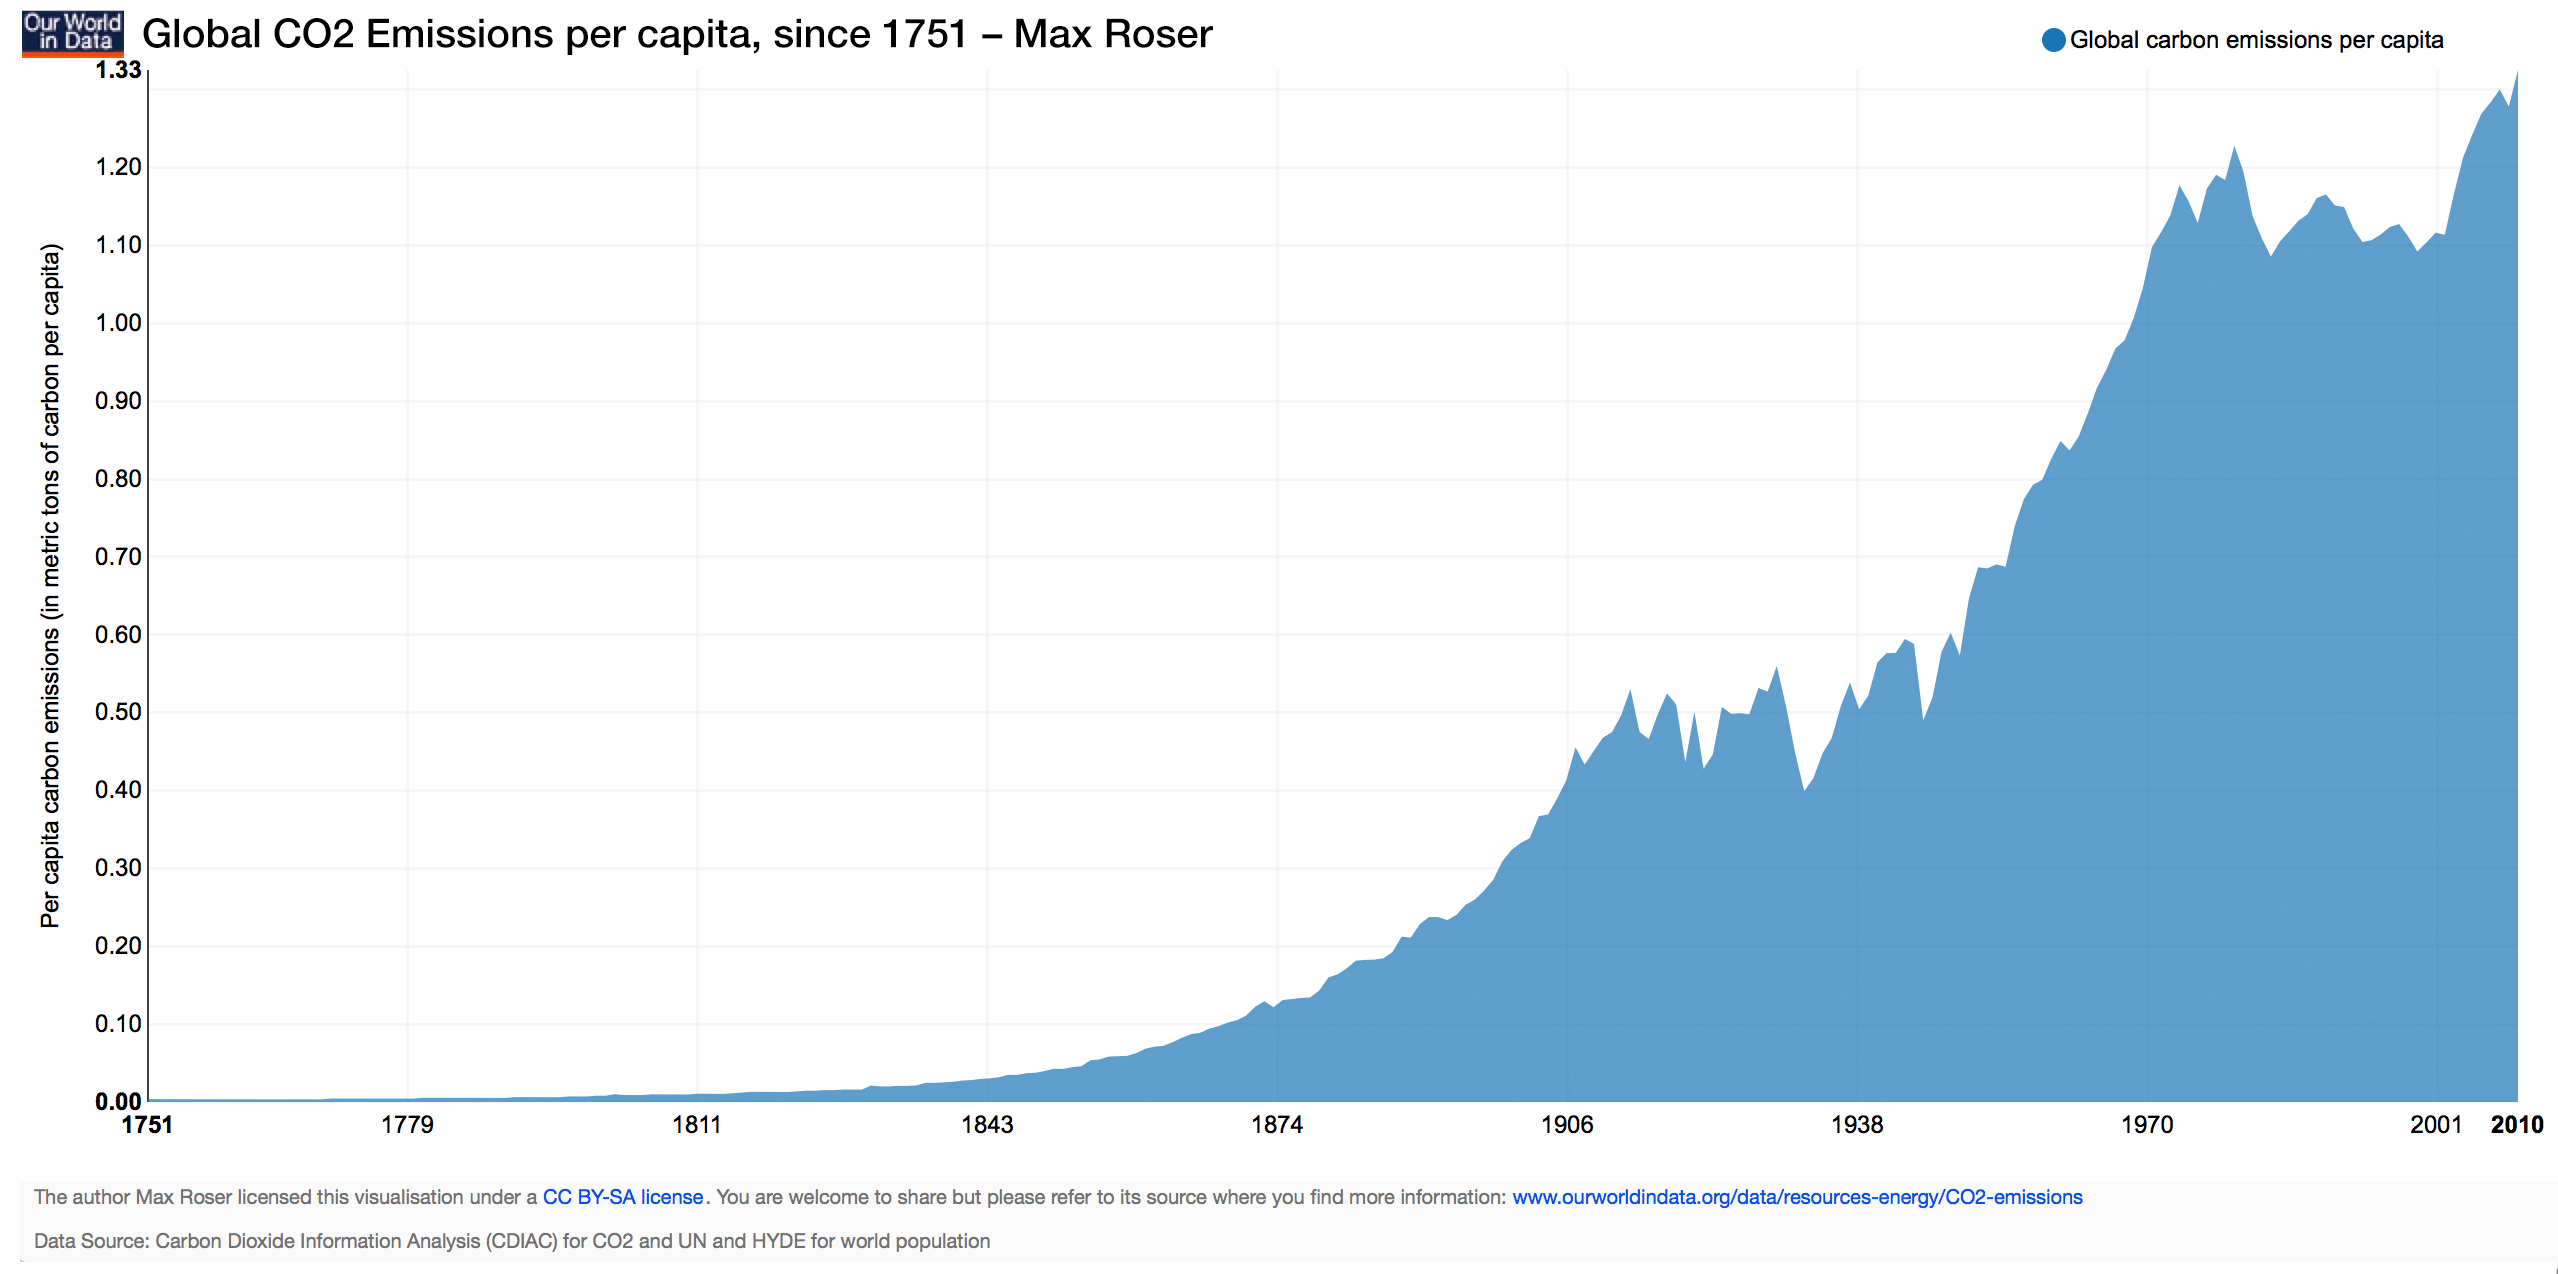 Our World
in Data
Global CO2 Emissions per capita, since 1751 – Max Roser
Global carbon emissions per capita
Per capita carbon emissions (in metric tons of carbon per capita)
1.33
1.20
1.10
1.00
0.90
0.80
0.70
0.60
0.50
0.40
0.30
0.20
0.10
0.00
1751 1779 1811 1843 1874 1906 1938 1970 2001 2010
The author Max Roser licensed this visualisation under a CC BY-SA license. You are welcome to share but please refer to its source where you find more information: www.ourworldindata.org/data/resources-energy/CO2-emissions
Data Source: Carbon Dioxide Information Analysis (CDIAC) for CO2 and UN and HYDE for world population